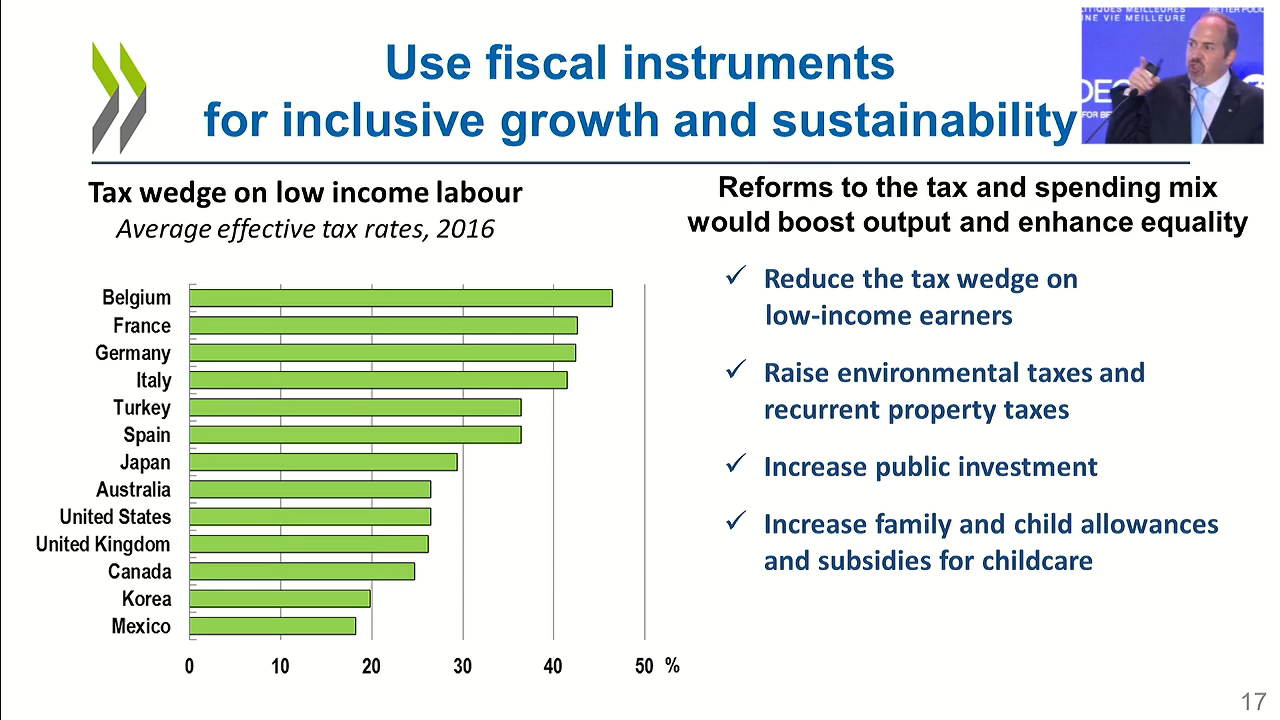 Use fiscal instruments
for inclusive growth and sustainability
NE VIE MEILLEURE
Tax wedge on low income labour
Average effective tax rates, 2016
Belgium
France
Germany
Italy
Turkey
Spain
Japan
Australia
United States
United Kingdom
Canada
Korea
Mexico
0 10 20 30 40 50 %
Reforms to the tax and spending mix
would boost output and enhance equality
✓ Reduce the tax wedge on
low-income earners
✓ Raise environmental taxes and
recurrent property taxes
✓ Increase public investment
✓ Increase family and child allowances
and subsidies for childcare
17